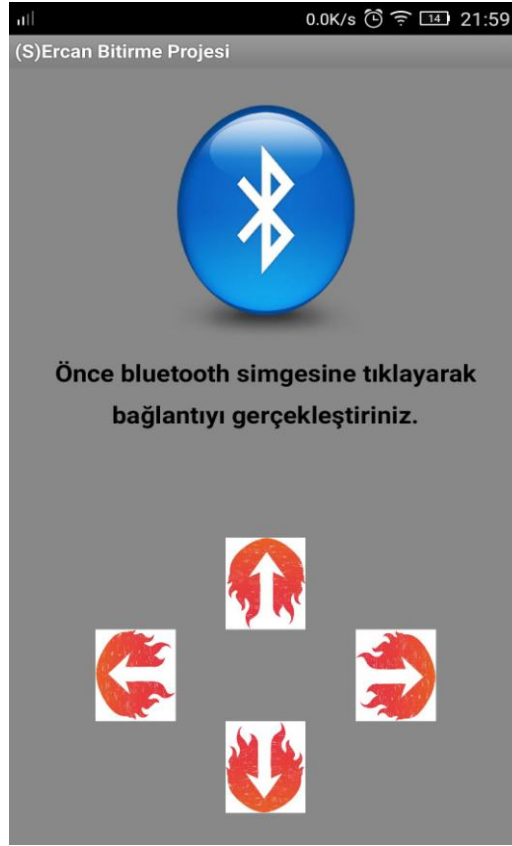 0.0K/s 14 21:59
(S)Ercan Bitirme Projesi
Önce bluetooth simgesine tıklayarak
bağlantıyı gerçekleştiriniz.